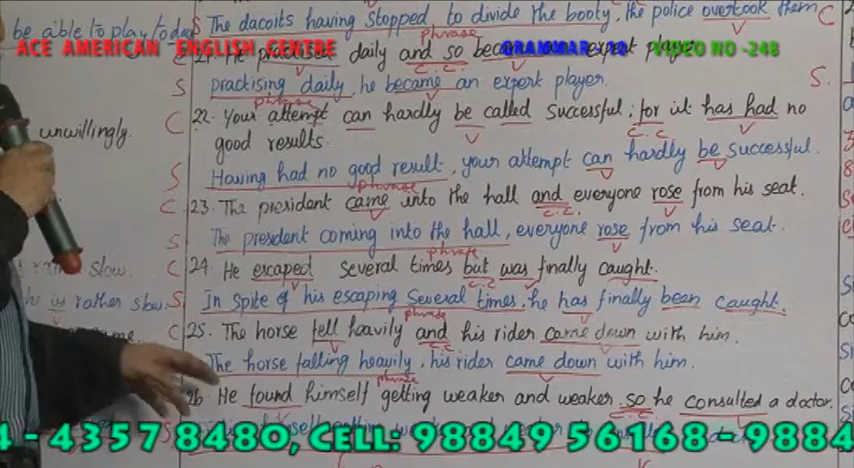 The dacoits having stopped to divide the booty, the police overtook them
be able to play today
ACE AMERICAN ENGLISH CENTRE GRAMMAR - 10 VIDEO NO -24B
C 21. He practised daily and so became expert player.
S practising daily, he became an expert player.
C 22. Your attempt can hardly be called successful; for it has had no
unwillingly.
good results.
S Having had no good result, your attempt can hardly be successful.
C 23. The president came into the hall and everyone rose from his seat.
S The president coming into the hall, everyone rose from his seat.
slow. C 24. He escaped several times but was finally caught.
he is rather slow. S In spite of his escaping several times, he has finally been caught.
C 25. The horse fell heavily and his rider came down with him.
The horse falling heavily, his rider came down with him.
26. He found himself getting weaker and weaker so he consulted a doctor.
4 - 4357 8480, CELL: 98849 56168 - 9884